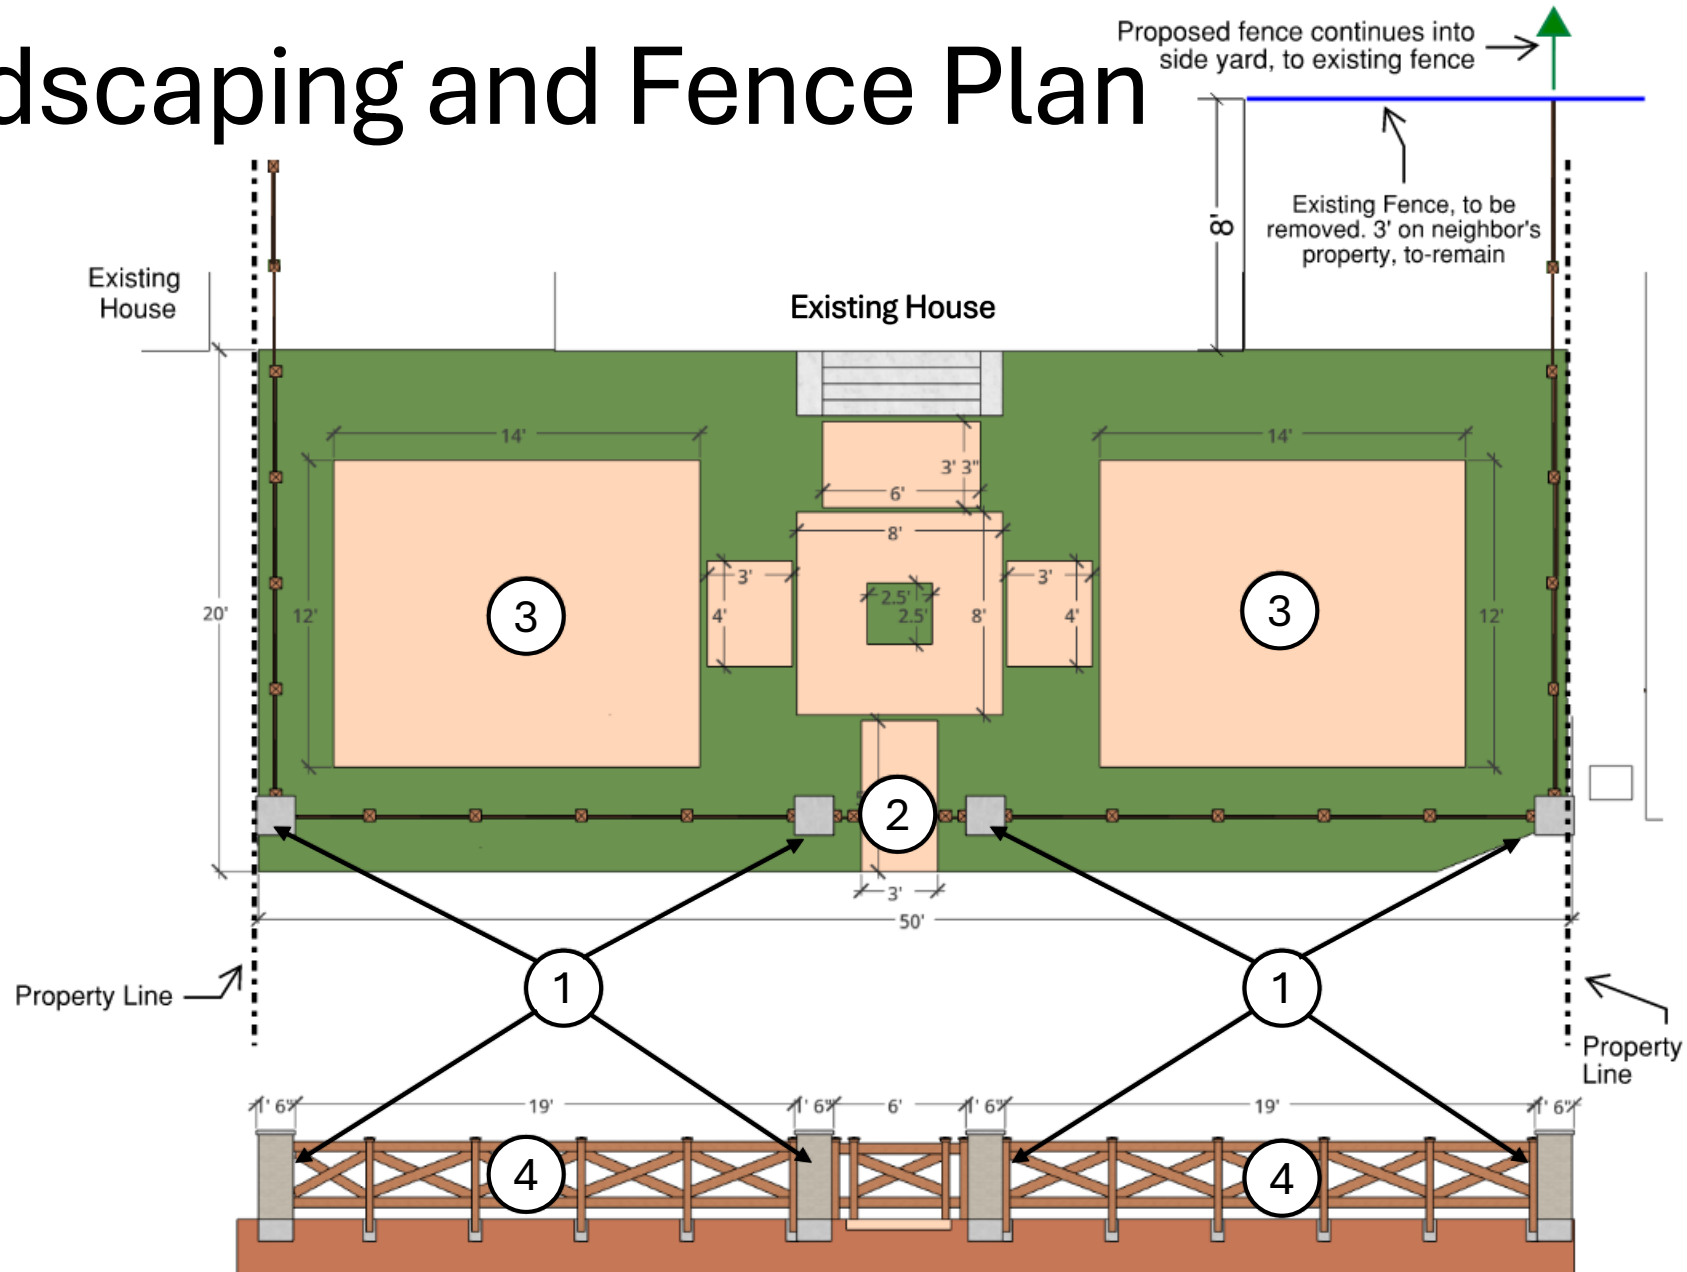 dscaping and Fence Plan
Proposed fence continues into
side yard, to existing fence
8'
Existing Fence, to be
removed. 3' on neighbor's
property, to-remain
Existing
House
Existing House
14'
14'
3' 3"
6'
8'
3'
3'
2.5'
2.5'
20'
12'
3
4'
8'
4'
3
12'
2
3'
50'
1
1
Property Line
Property
Line
1' 6"
19'
1' 6"
6'
1' 6"
19'
1' 6"
4
4